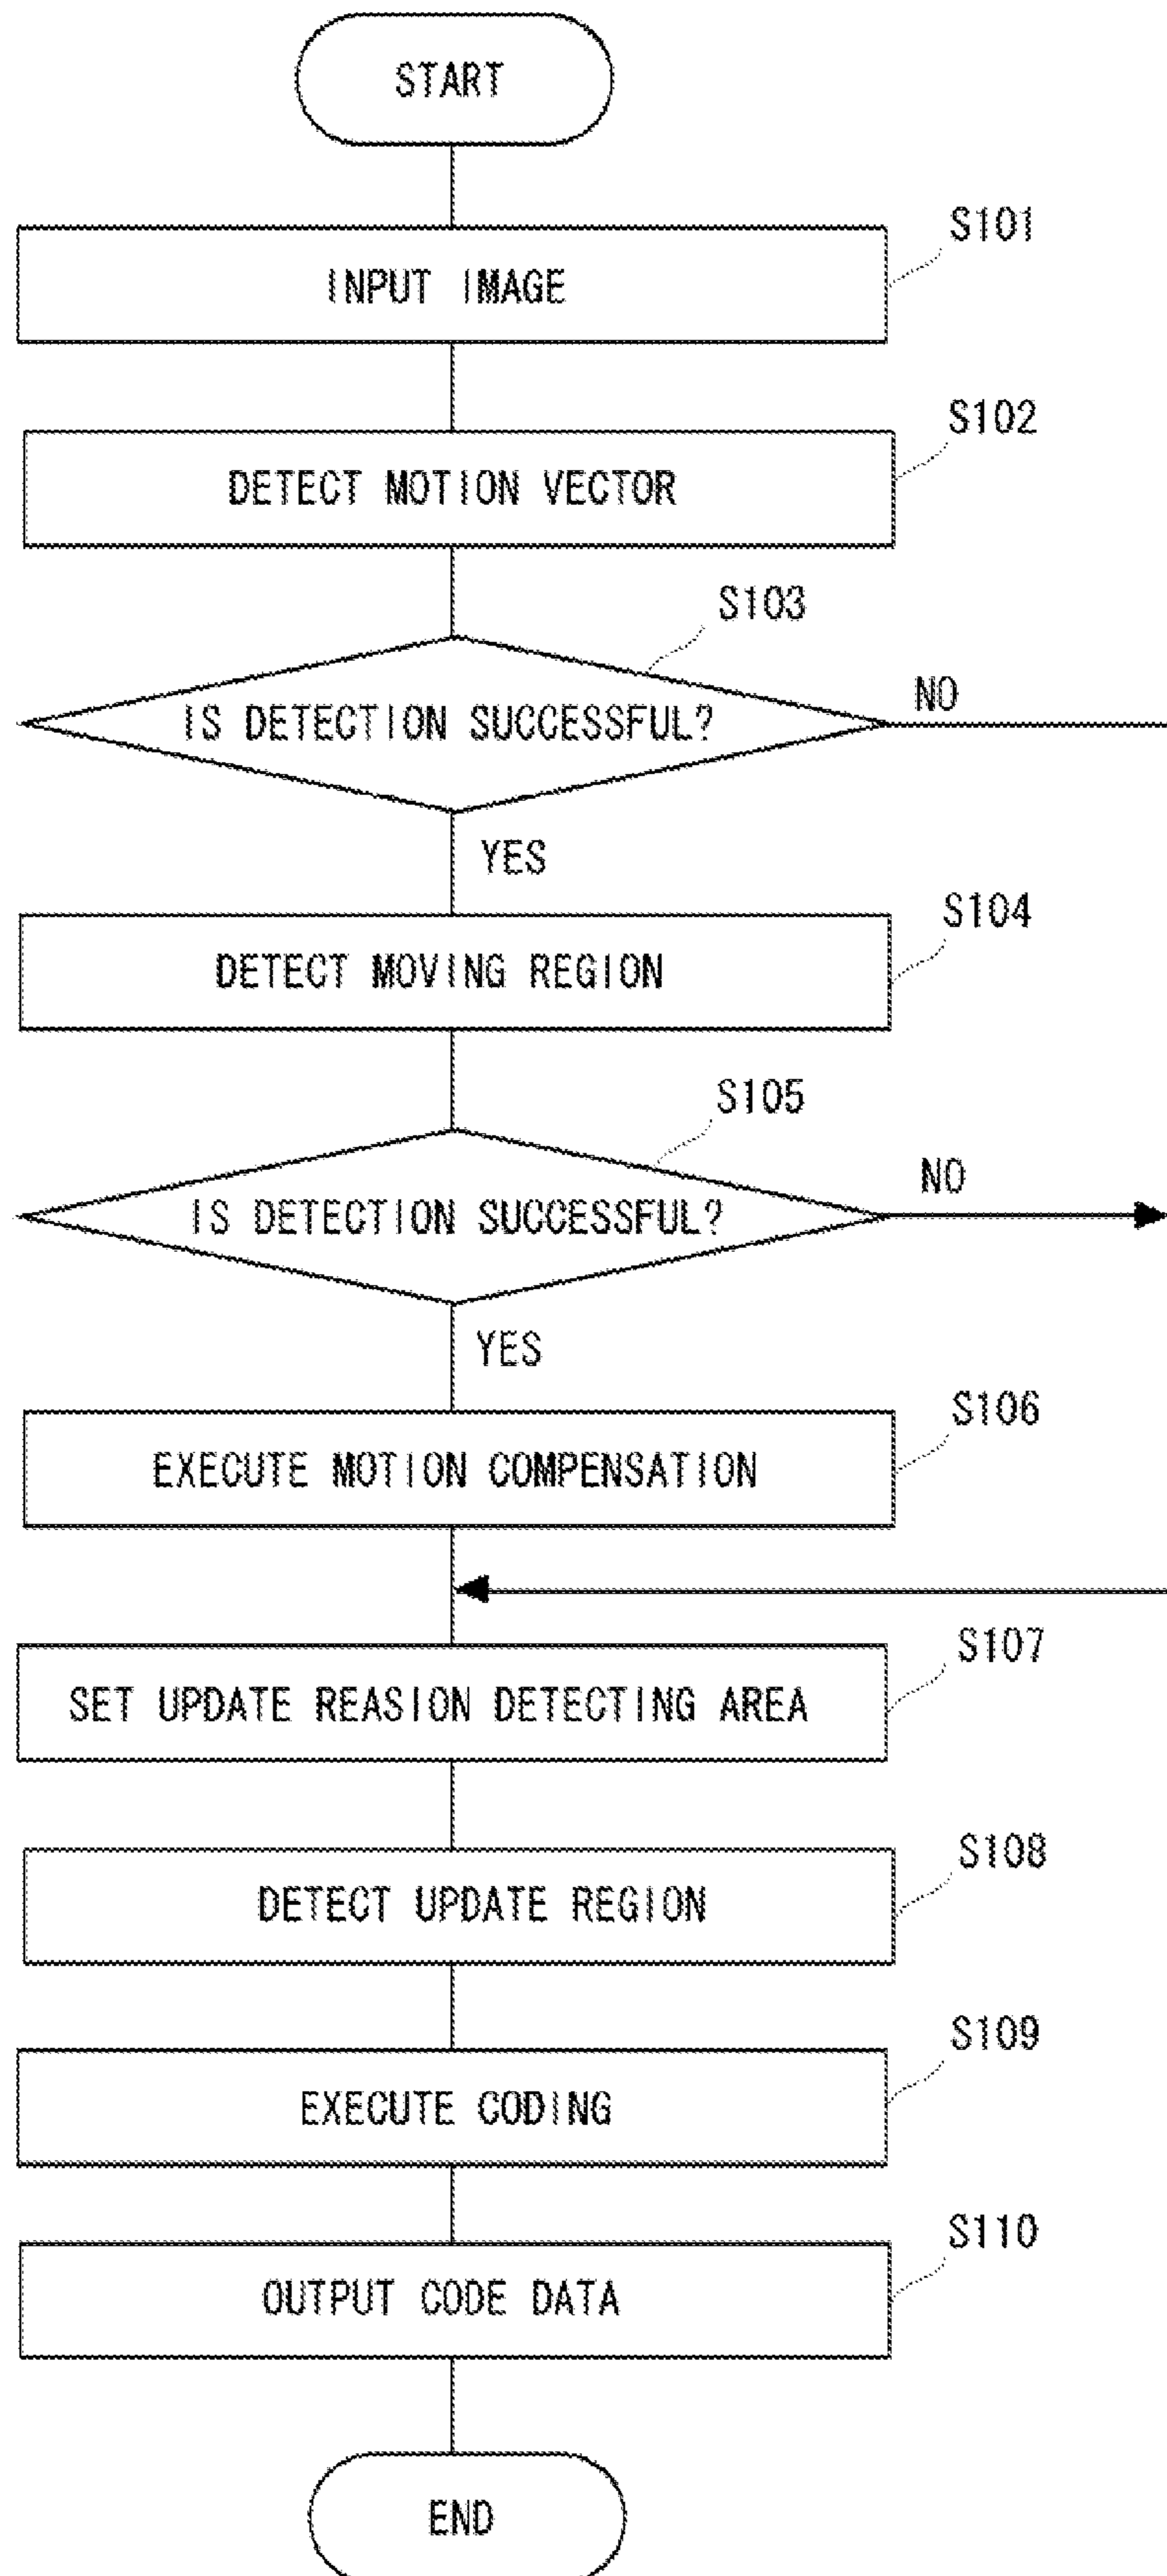 START
S101
INPUT IMAGE
S102
DETECT MOTION VECTOR
S103
IS DETECTION SUCCESSFUL?
NO
YES
S104
DETECT MOVING REGION
S105
IS DETECTION SUCCESSFUL?
NO
YES
S106
EXECUTE MOTION COMPENSATION
S107
SET UPDATE REASION DETECTING AREA
S108
DETECT UPDATE REGION
S109
EXECUTE CODING
S110
OUTPUT CODE DATA
END